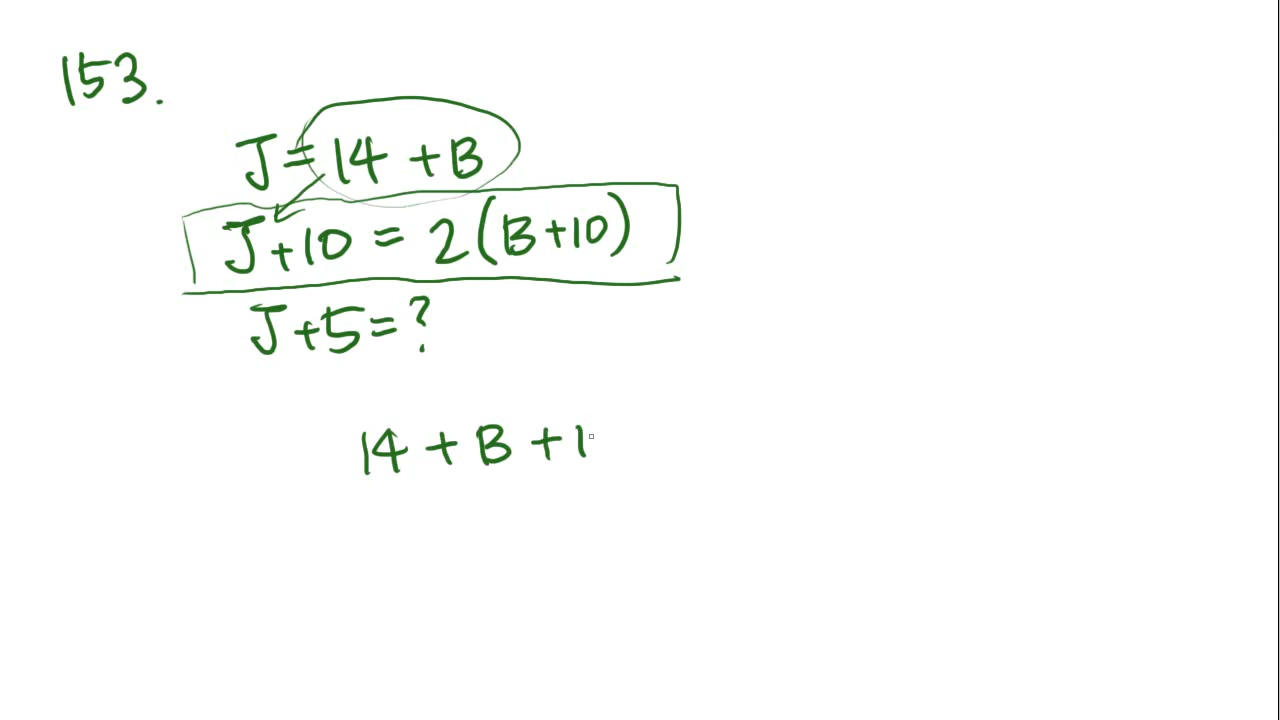 153.
J = 14 + B
J + 10 = 2(B + 10)
J + 5 = ?
14 + B + 1